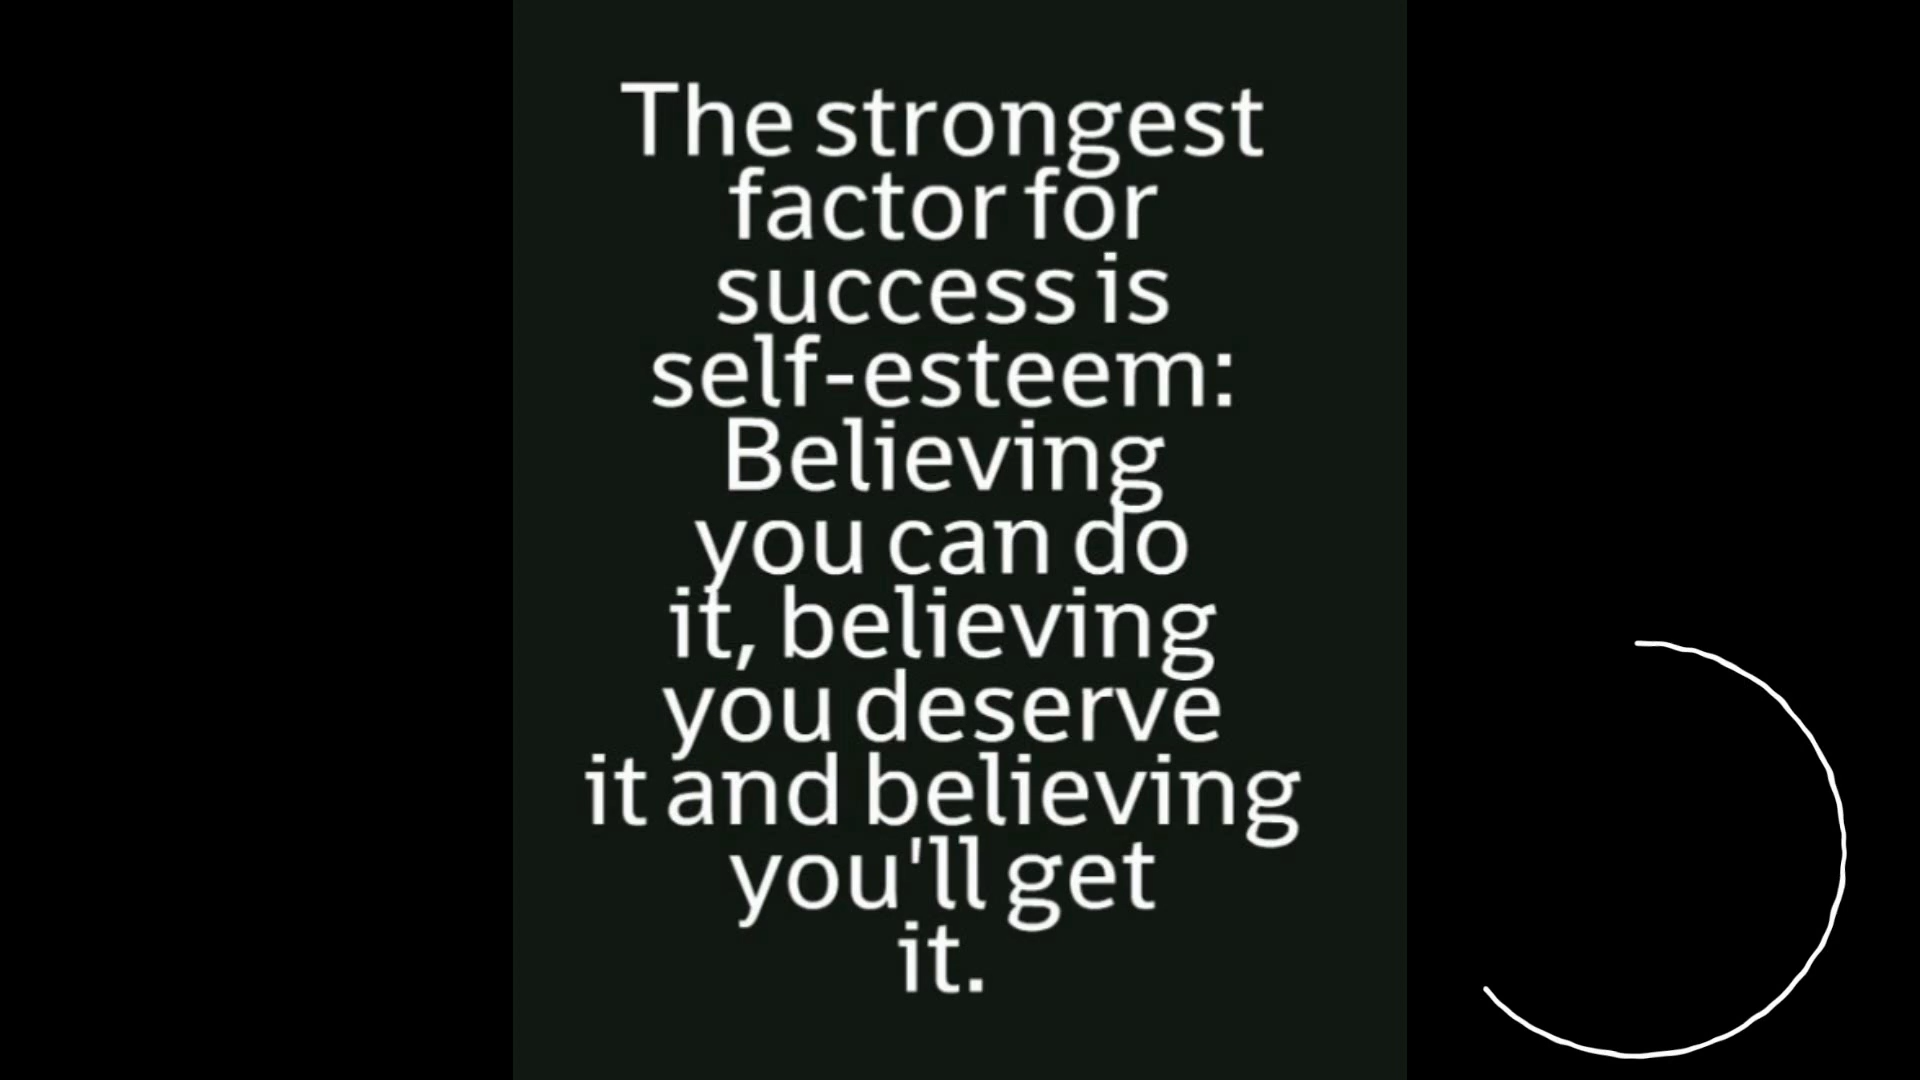 The strongest
factor for
success is
self-esteem:
Believing
you can do
it, believing
you deserve
it and believing
you'll get
it.